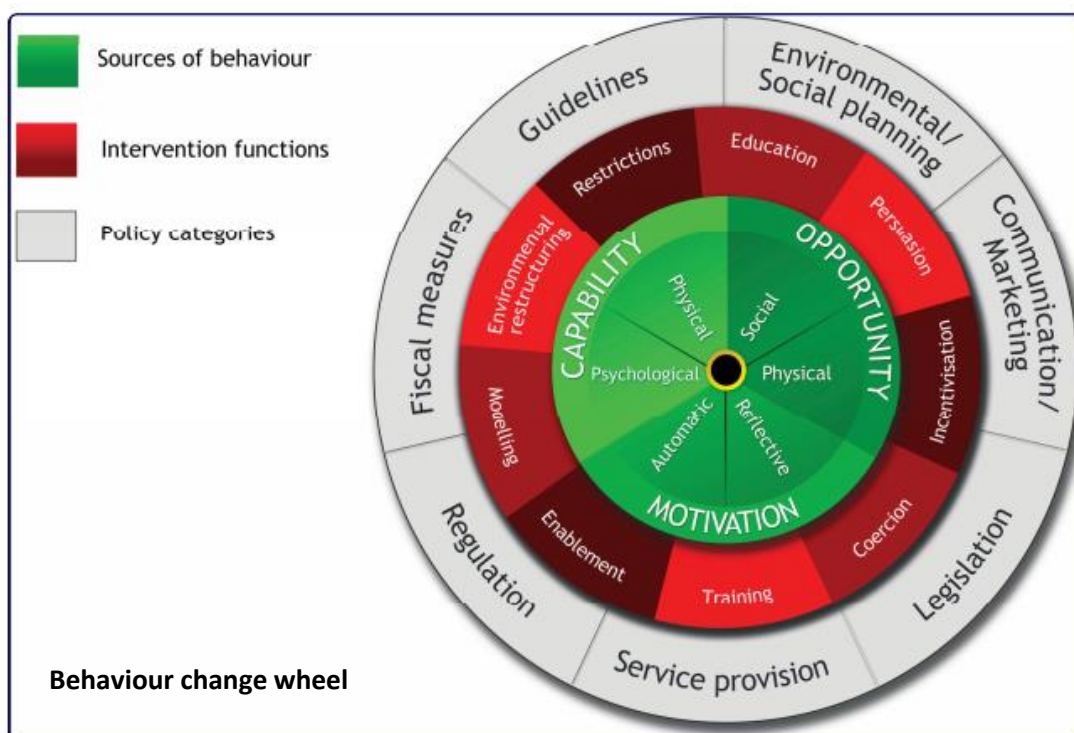 Sources of behaviour
Intervention functions
Policy categories
Guidelines
Environmental/
Social planning
Communication/
Marketing
Legislation
Service provision
Regulation
Fiscal measures
Restrictions
Education
Persuasion
Incentivisation
Coercion
Training
Enablement
Modelling
Environmental
restructuring
CAPABILITY
OPPORTUNITY
MOTIVATION
Physical
Social
Psychological
Physical
Automatic
Reflective
Behaviour change wheel